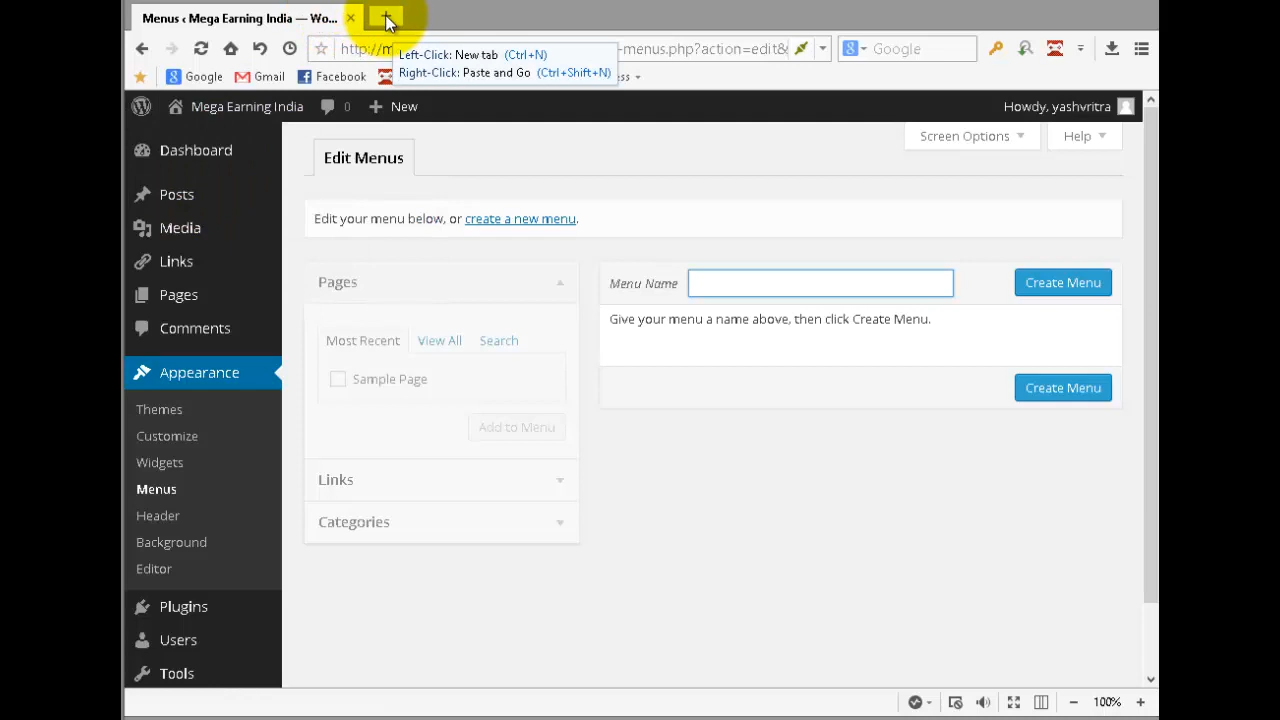 Menus ‹ Mega Earning India — Wo...
http://m
-menus.php?action=edit&
Google
Left-Click: New tab (Ctrl+N)
Right-Click: Paste and Go (Ctrl+Shift+N)
Google
Gmail
Facebook
Mega Earning India
0
New
Howdy, yashvritra
Dashboard
Posts
Media
Links
Pages
Comments
Appearance
Themes
Customize
Widgets
Menus
Header
Background
Editor
Plugins
Users
Tools
Screen Options
Help
Edit Menus
Edit your menu below, or create a new menu.
Pages
Most Recent
View All
Search
Sample Page
Add to Menu
Links
Categories
Menu Name
Create Menu
Give your menu a name above, then click Create Menu.
Create Menu
100%